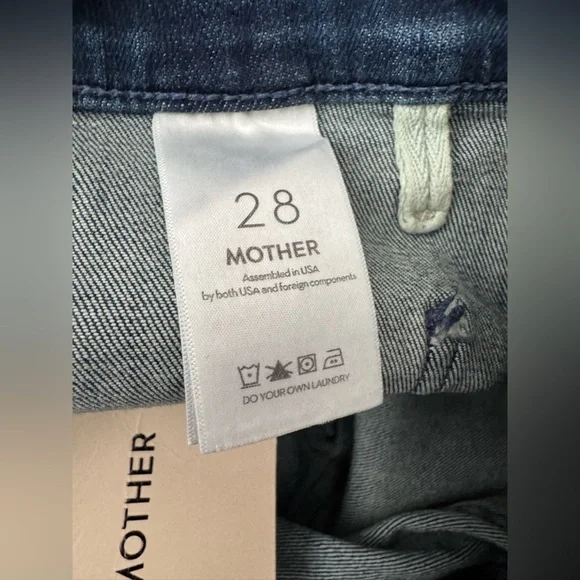 28
MOTHER
Assembled in USA
by both USA and foreign components
DO YOUR OWN LAUNDRY
MOTHER